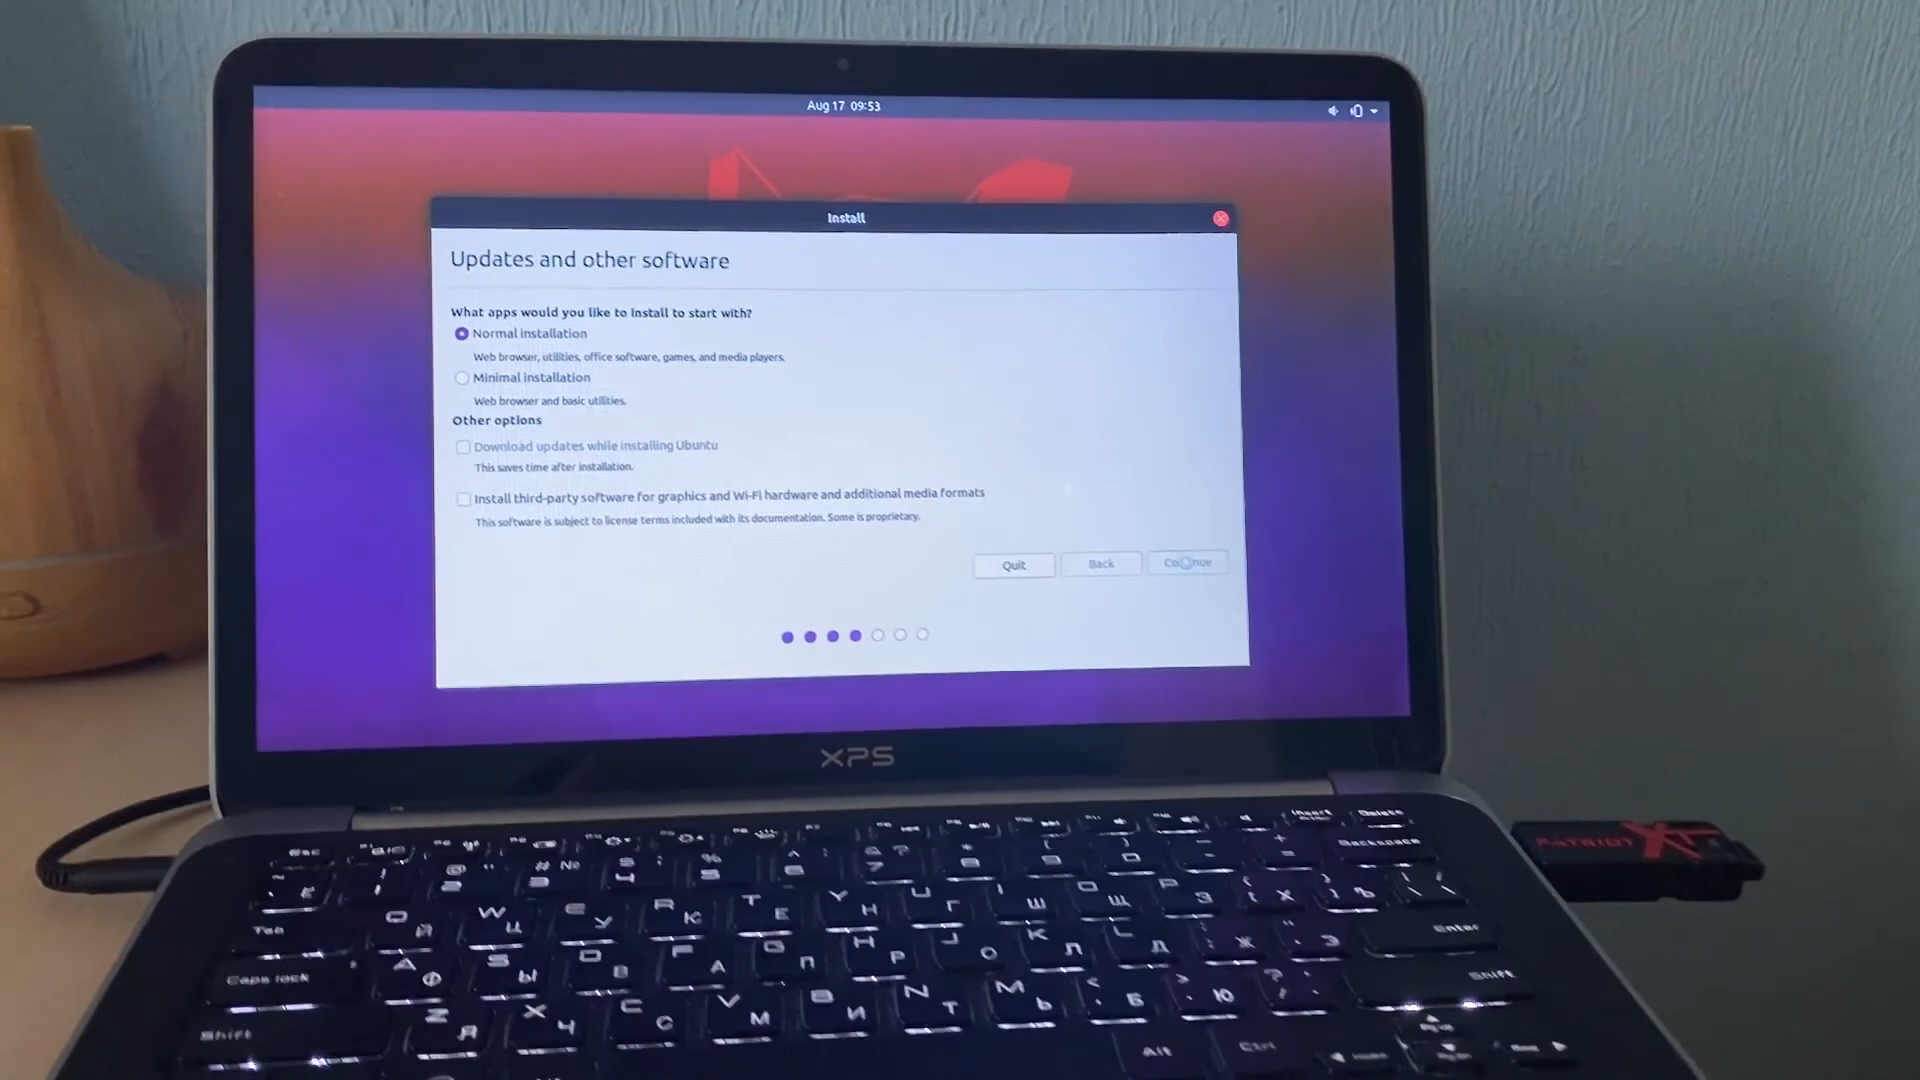 Aug 17 09:53
Install
Updates and other software
What apps would you like to install to start with?
Normal installation
Web browser, utilities, office software, games, and media players.
Minimal installation
Web browser and basic utilities.
Other options
Download updates while installing Ubuntu
This saves time after installation.
Install third-party software for graphics and Wi-Fi hardware and additional media formats
This software is subject to license terms included with its documentation. Some is proprietary.
Quit Back Continue
XPS
PATRIOT XT
Esc Insert Delete
Backspace
Tab Q Й W Ц E У R К T Е Y Н U Г I Ш O Щ P З Х Ъ
Caps lock A Ф S Ы D В F А G П H Р J О K Л L Д Ж Э Enter
Shift Z Я X Ч C С V М B И N Т M Ь Б Ю Shift
Alt Ctrl